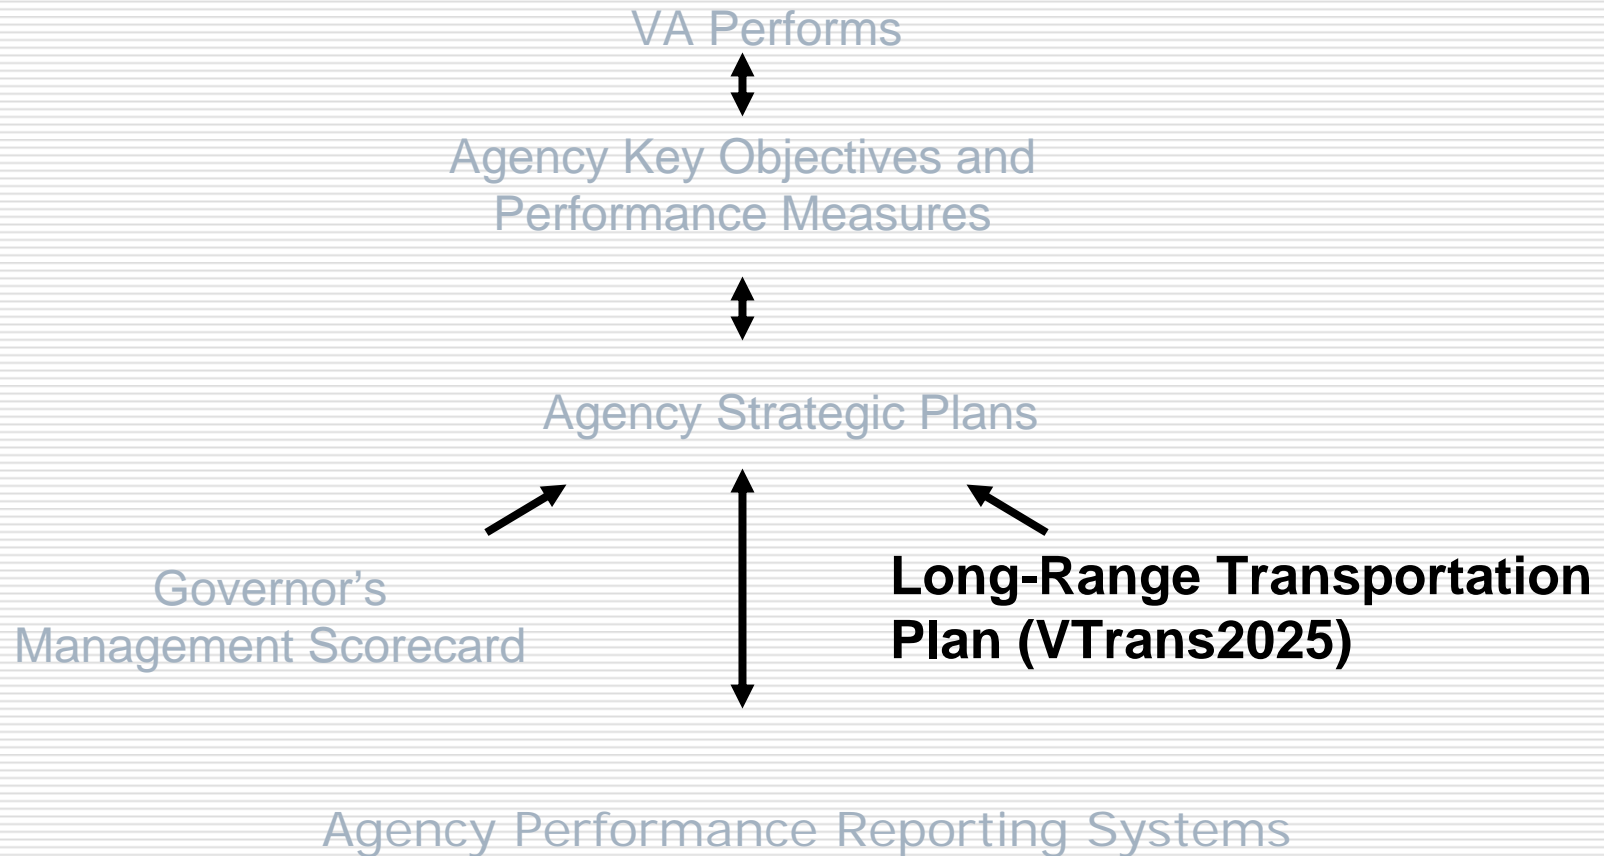 VA Performs
Agency Key Objectives and
Performance Measures
Agency Strategic Plans
Governor’s
Management Scorecard
Long-Range Transportation
Plan (VTrans2025)
Agency Performance Reporting Systems